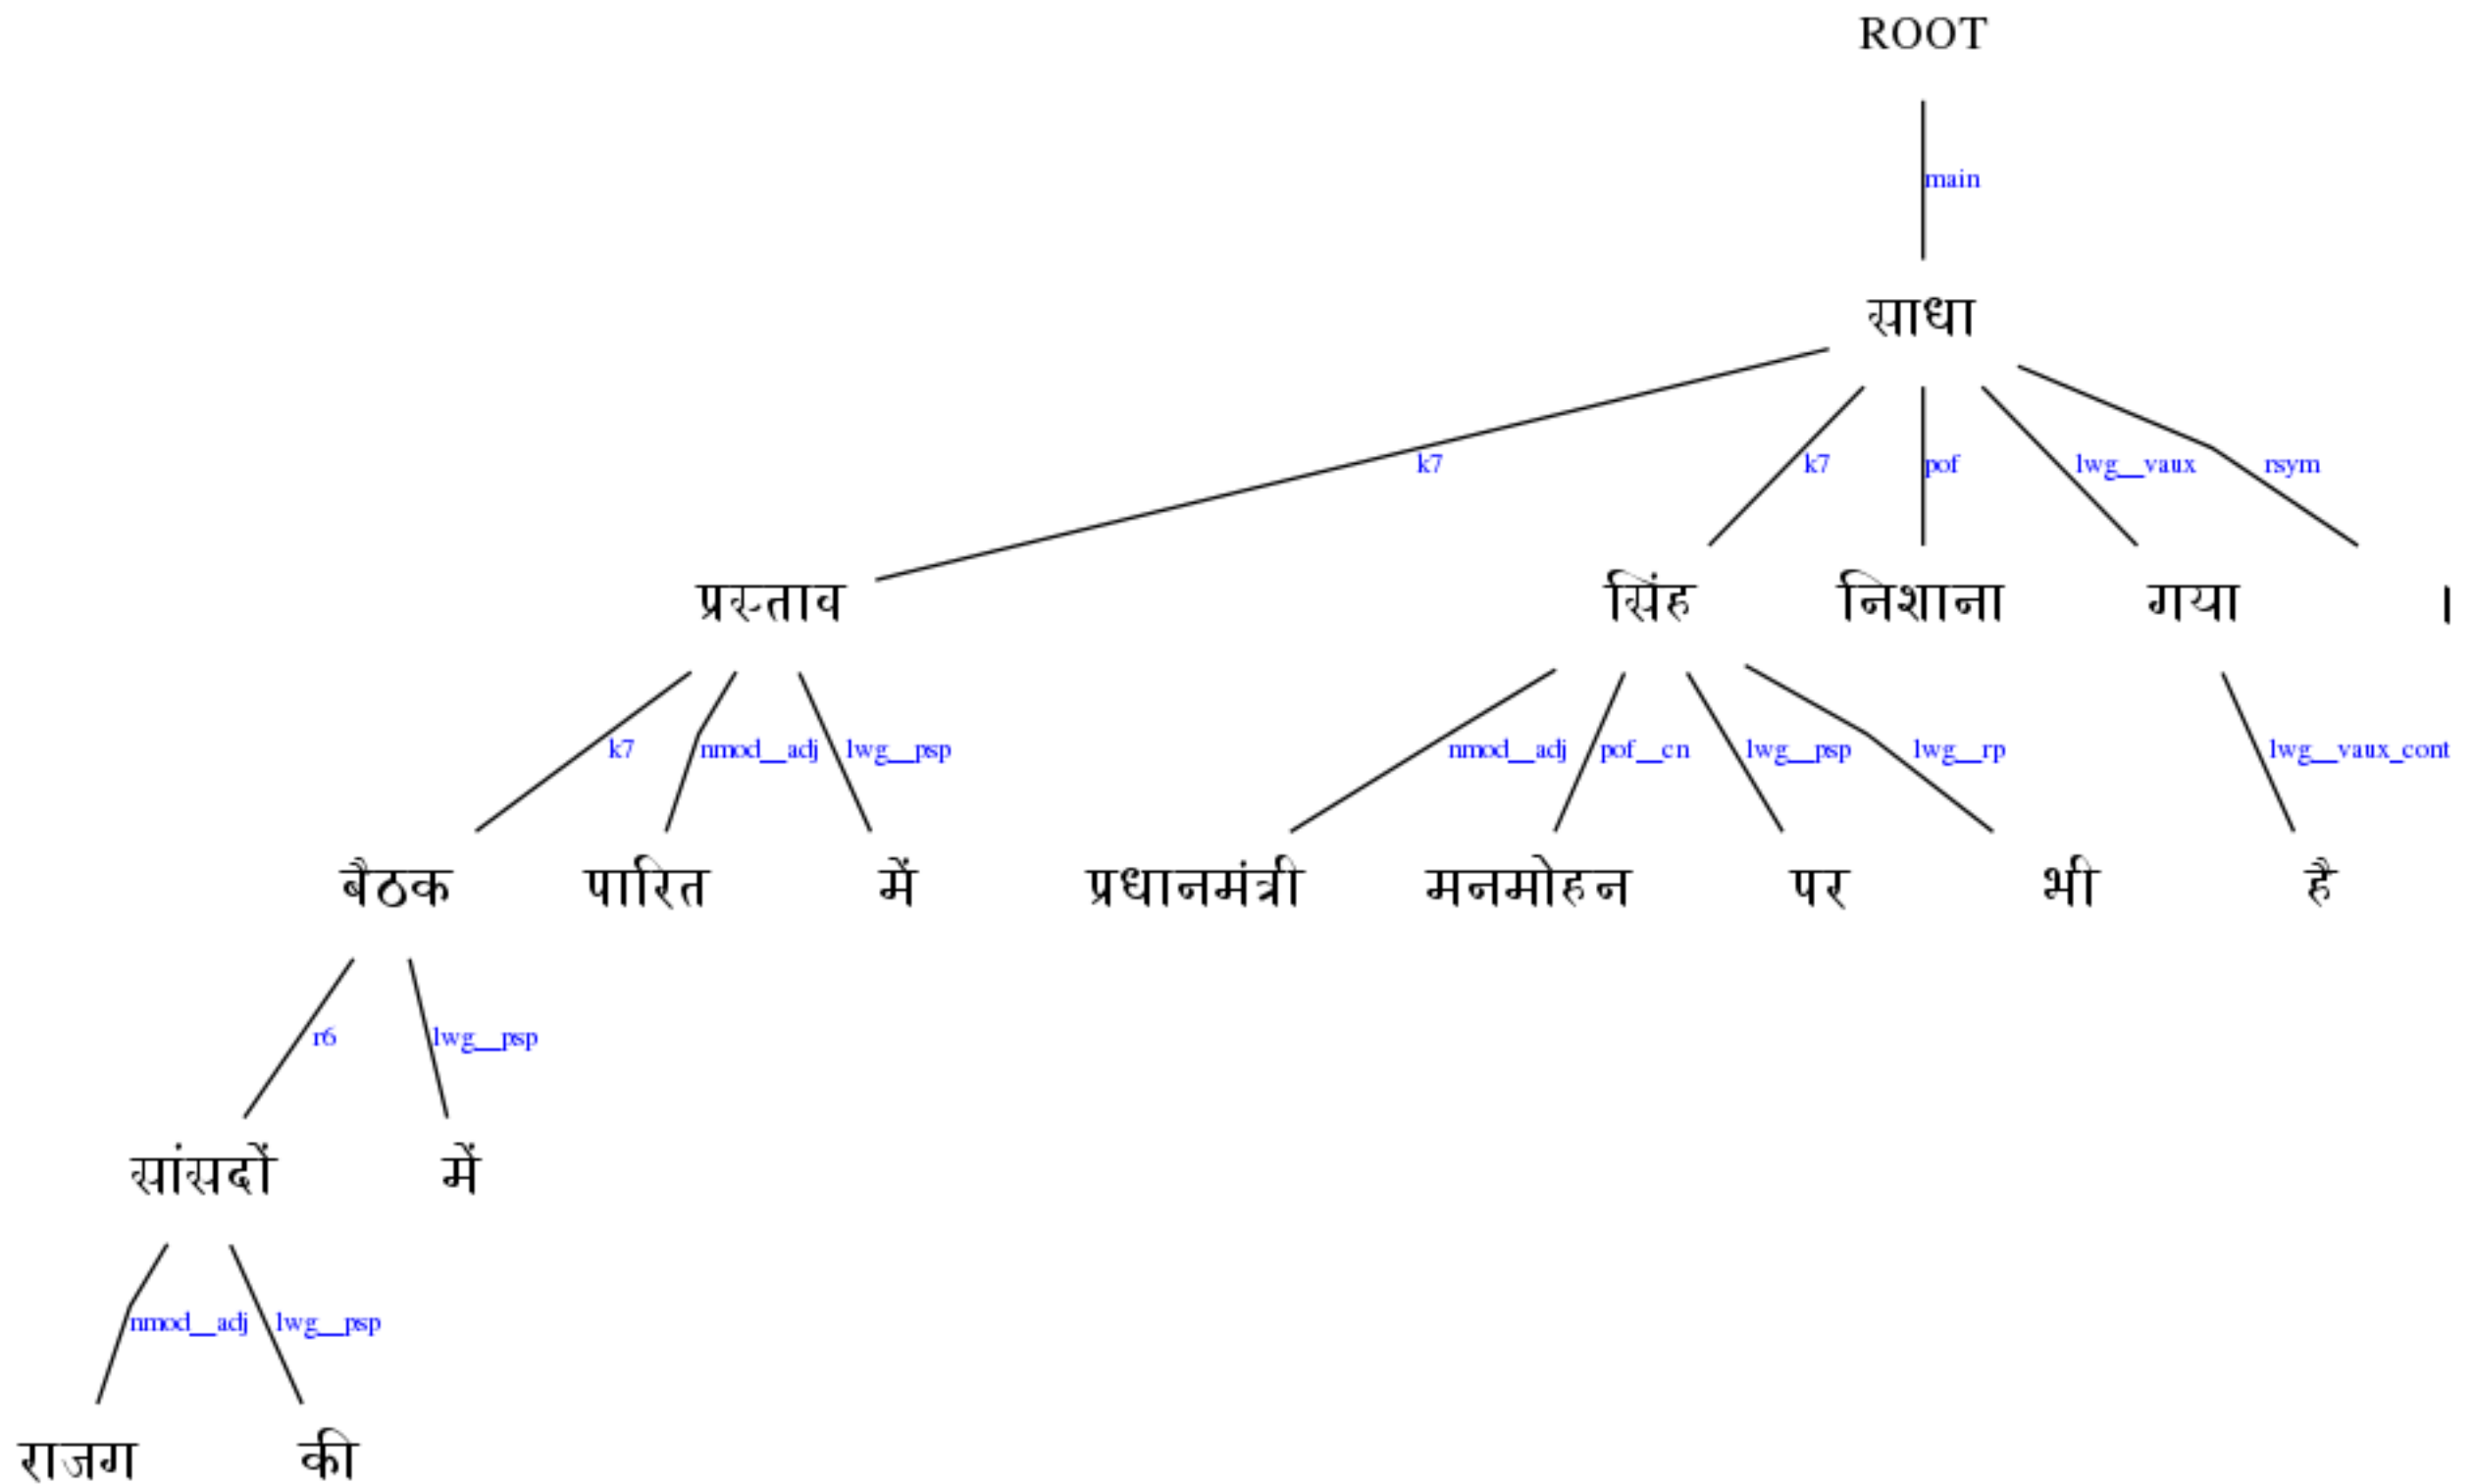 ROOT
main
साधा
k7 k7 pof lwg__vaux rsym
प्रस्ताव सिंह निशाना गया ।
k7 nmod__adj lwg__psp nmod__adj pof__cn lwg__psp lwg__rp lwg__vaux_cont
बैठक पारित में प्रधानमंत्री मनमोहन पर भी है
r6 lwg__psp
सांसदों में
nmod__adj lwg__psp
राजग की